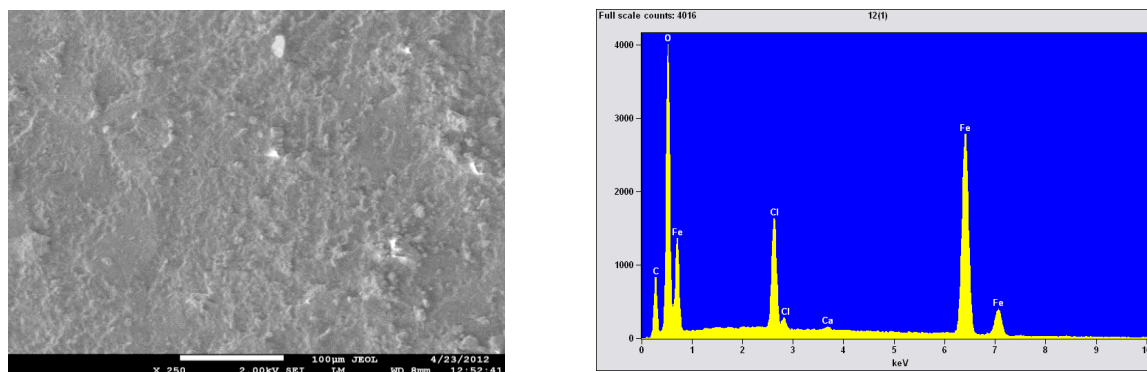 100µm JEOL 4/23/2012
X 250 2.00kV SEI LM WD 8mm 12:52:41
Full scale counts: 4016 12(1)
O
4000
3000
Fe
2000
Cl
Fe
1000
C
Cl
Fe
Ca
0
0 1 2 3 4 5 6 7 8 9 10
keV